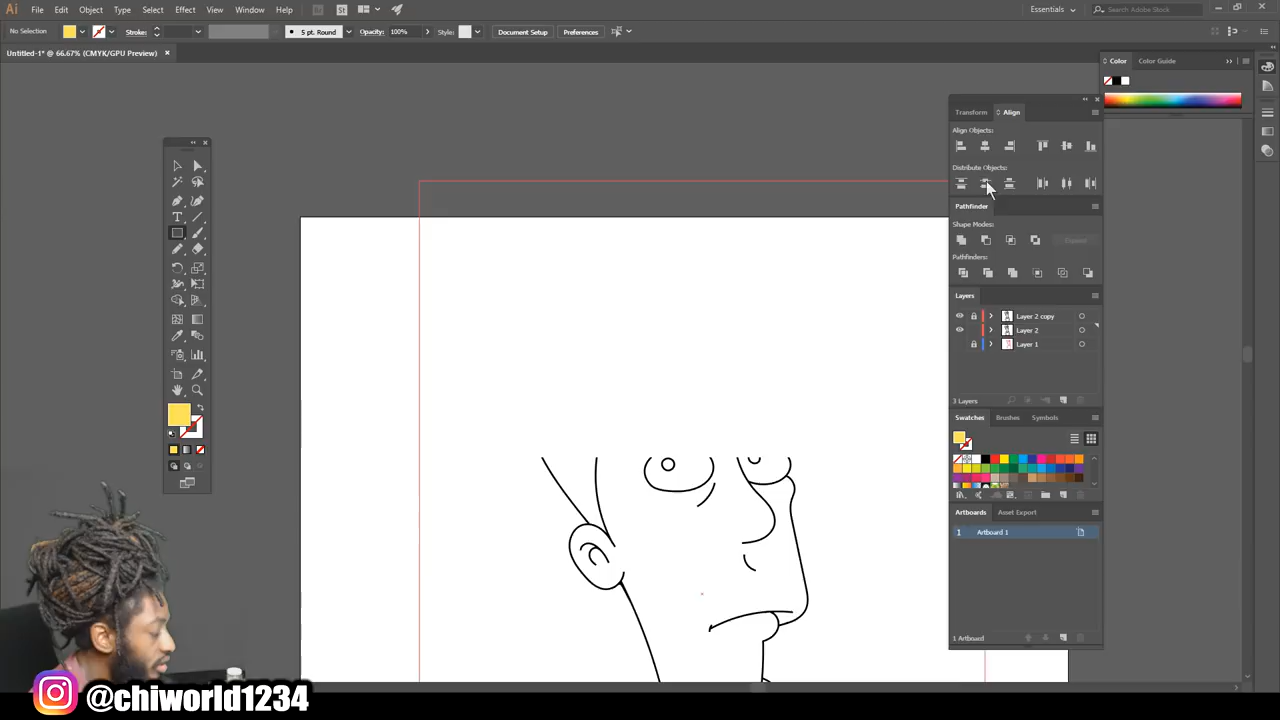 Ai File Edit Object Type Select Effect View Window Help Br St Essentials Search Adobe Stock
No Selection Stroke: 5 pt. Round Opacity: 100% Style: Document Setup Preferences
Untitled-1* @ 66.67% (CMYK/GPU Preview) ×
Color Color Guide
Transform Align
Align Objects:
Distribute Objects:
Pathfinder
Shape Modes:
Expand
Pathfinders:
Layers
Layer 2 copy
Layer 2
Layer 1
3 Layers
Swatches Brushes Symbols
Artboards Asset Export
1 Artboard 1
1 Artboard
@chiworld1234